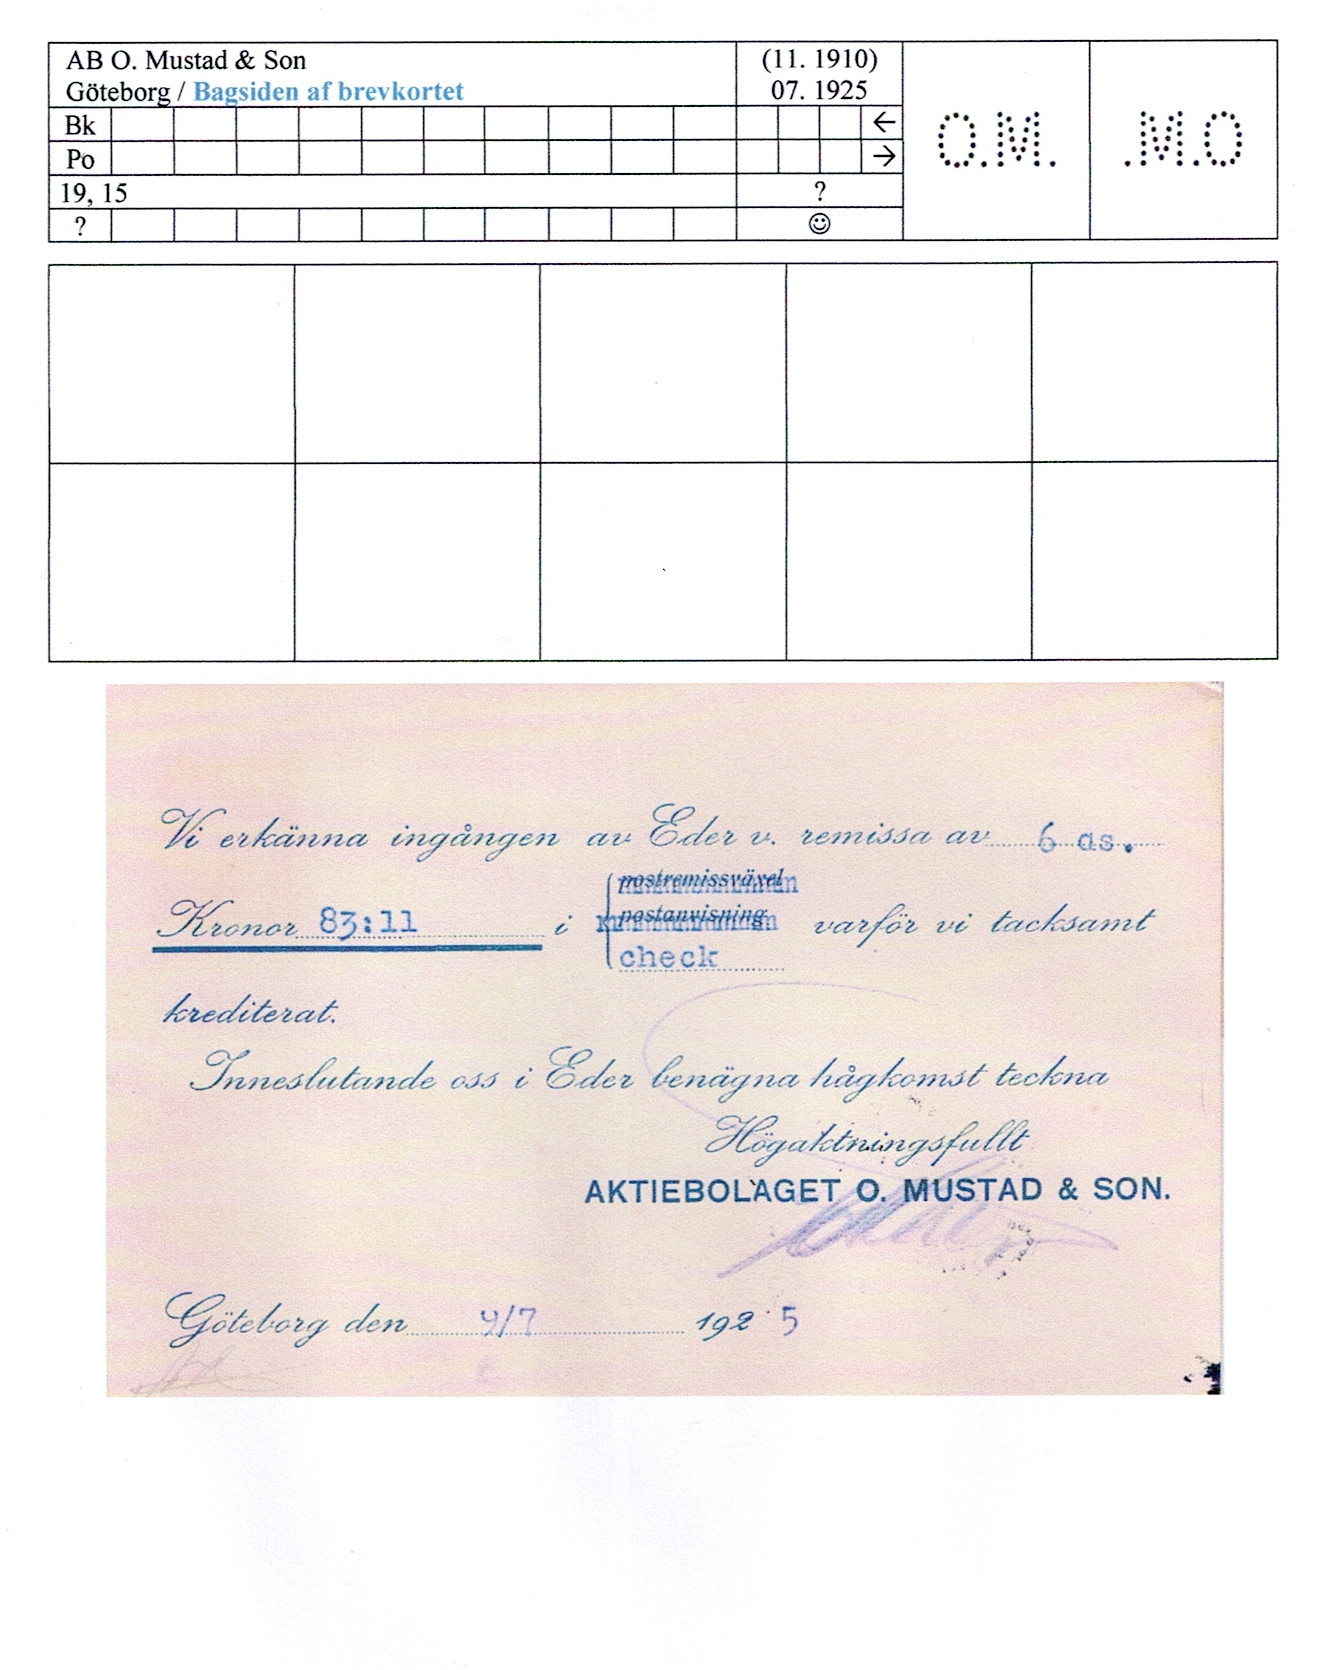 AB O. Mustad & Son
Göteborg / Bagsiden af brevkortet
(11. 1910)
07. 1925
Bk ←
Po →
19, 15 ?
? ☺
O.M. .M.O
Vi erkänna ingången av Eder v. remissa av 6 ds.
postremissväxel
Kronor 83:11 i postanvisning varför vi tacksamt
check
krediterat.
Inneslutande oss i Eder benägna hågkomst teckna
Högaktningsfullt
AKTIEBOLAGET O. MUSTAD & SON.
Göteborg den 9/7 1925